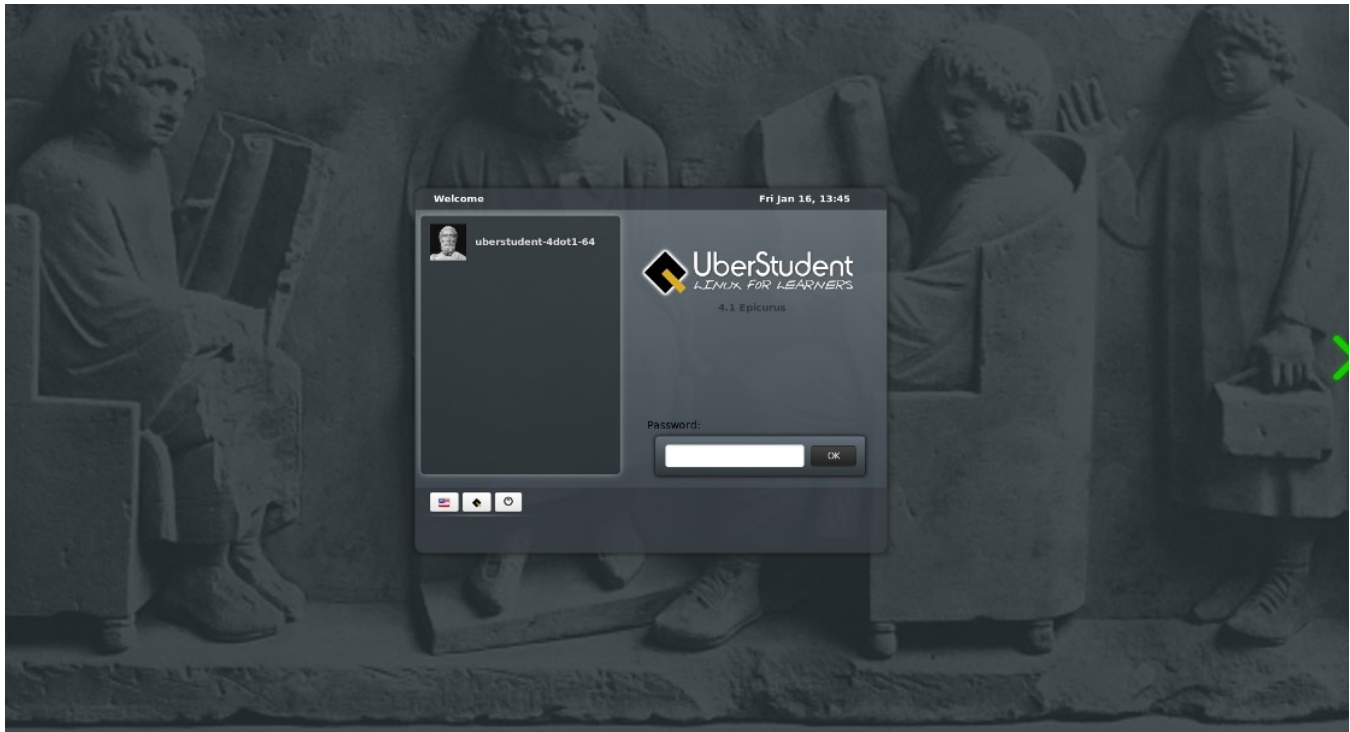 Welcome
Fri Jan 16, 13:45
uberstudent-4dot1-64
UberStudent
LINUX FOR LEARNERS
4.1 Epicurus
Password:
OK